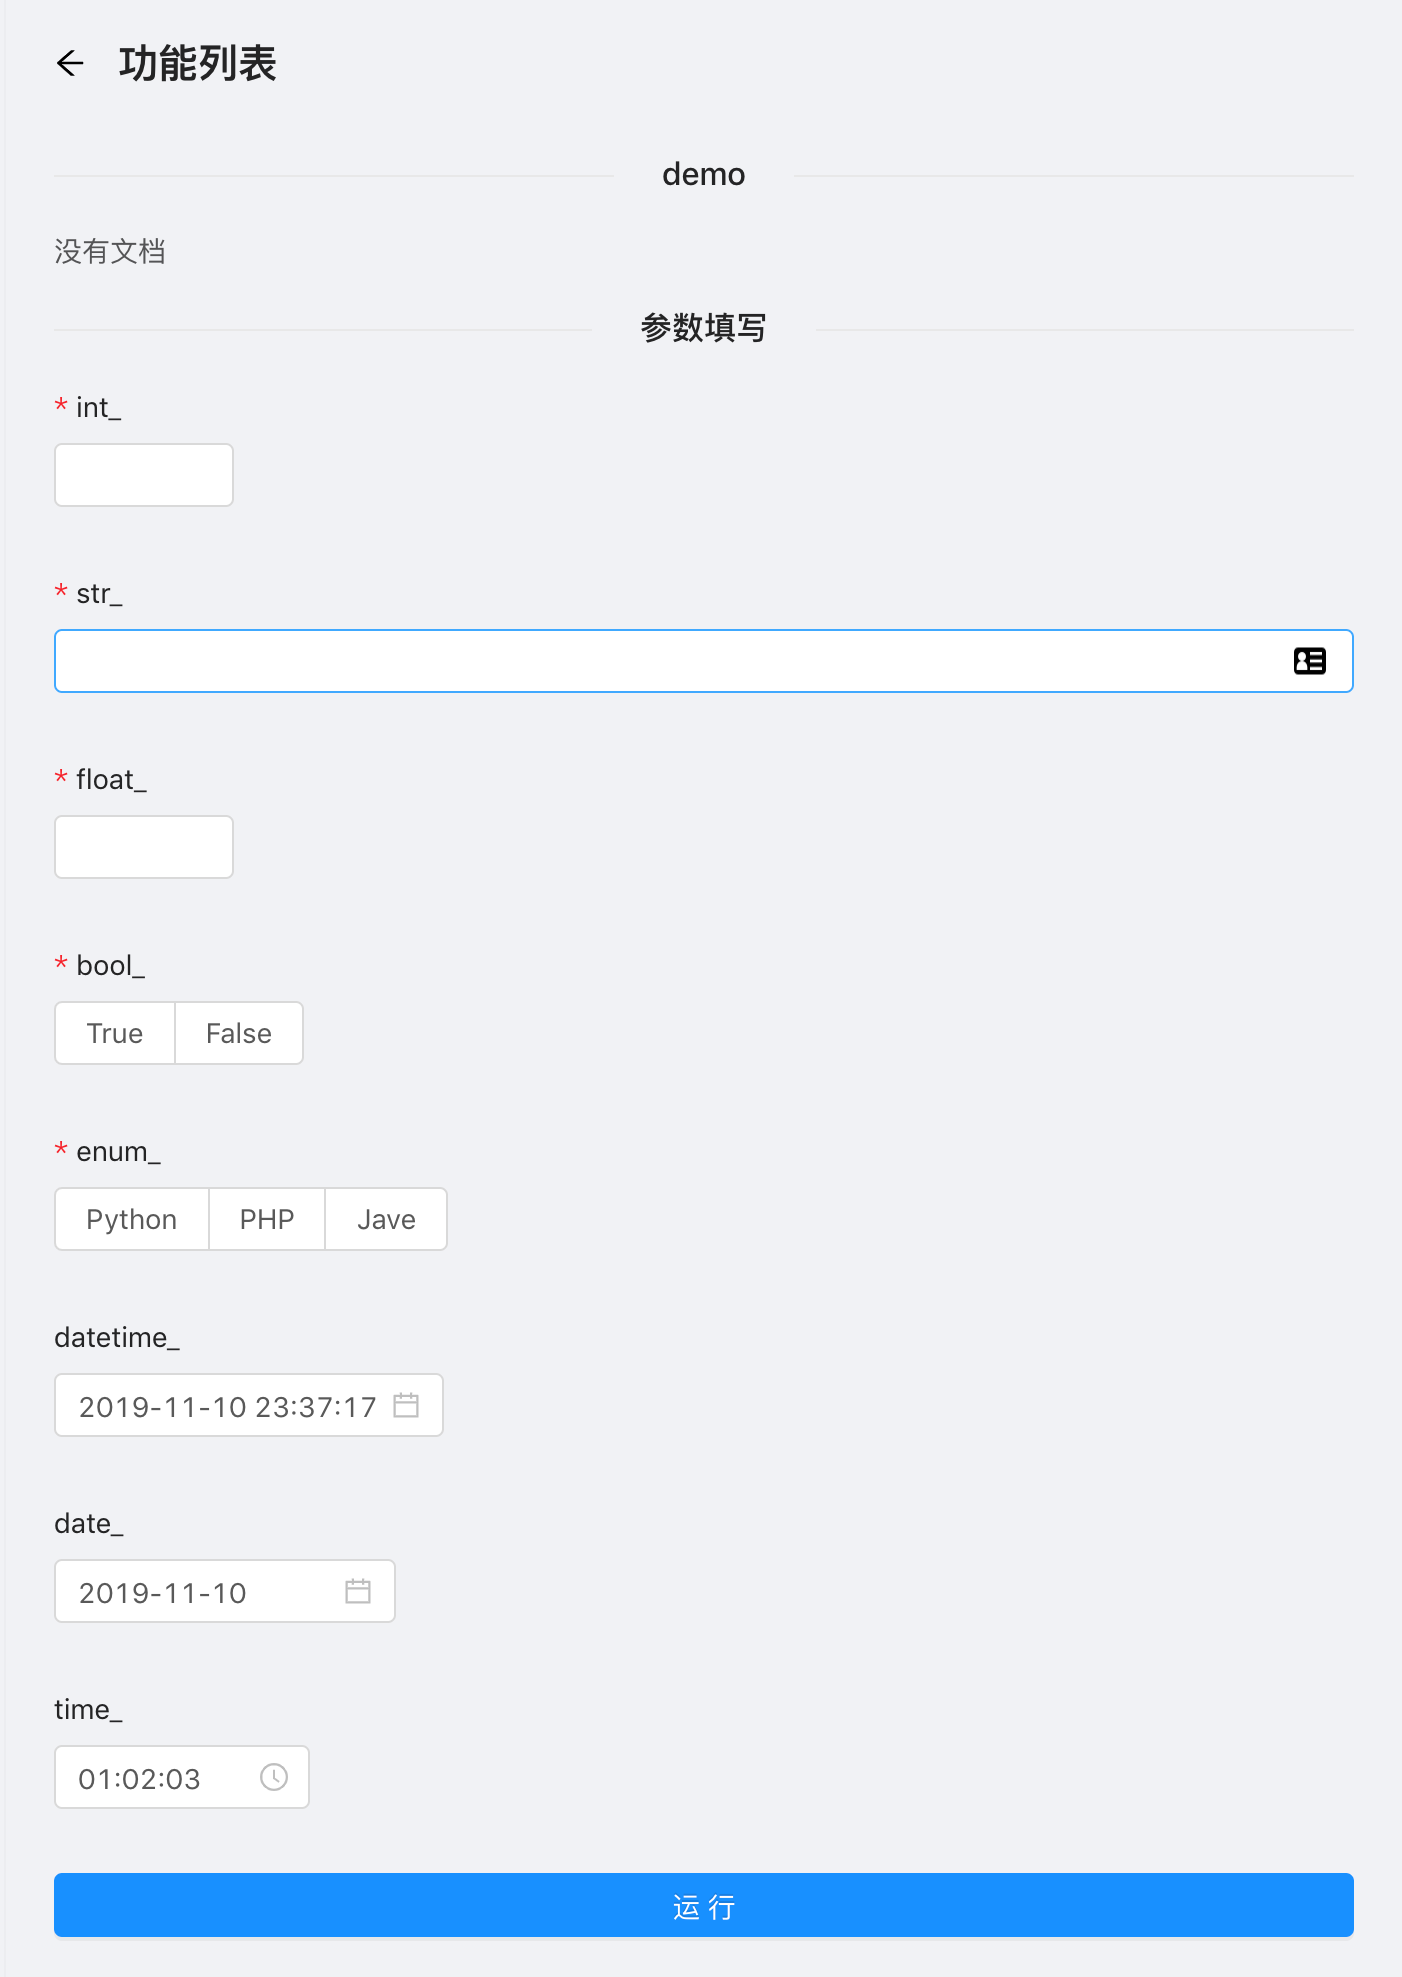 功能列表
demo
没有文档
参数填写
* int_
* str_
* float_
* bool_
True False
* enum_
Python PHP Jave
datetime_
2019-11-10 23:37:17
date_
2019-11-10
time_
01:02:03
运 行